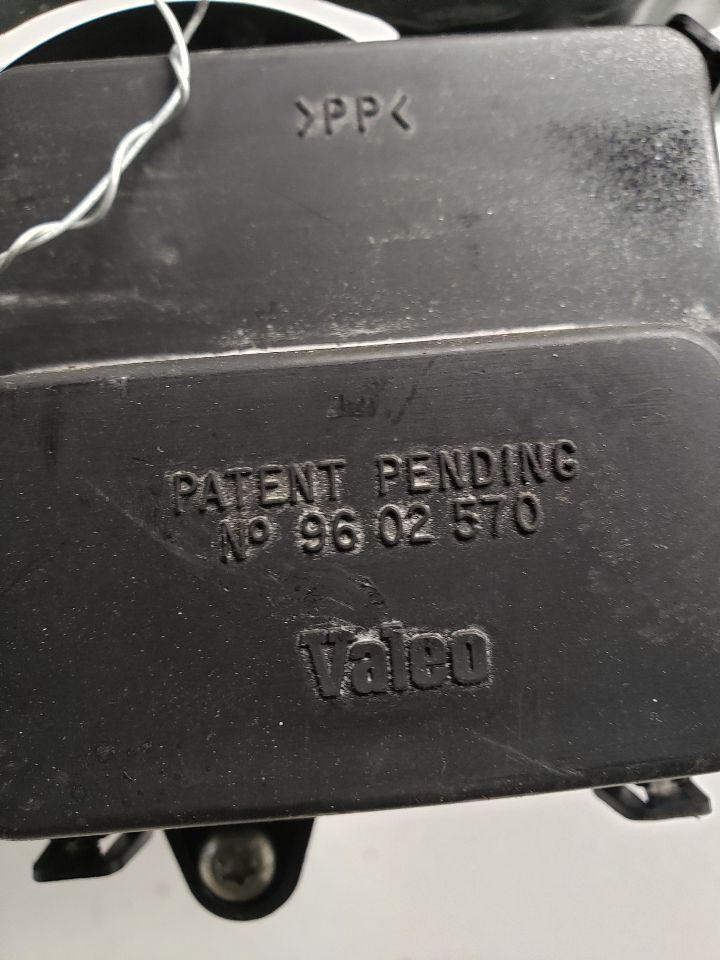 >PP<
PATENT PENDING
Nº 96 02 570
Valeo